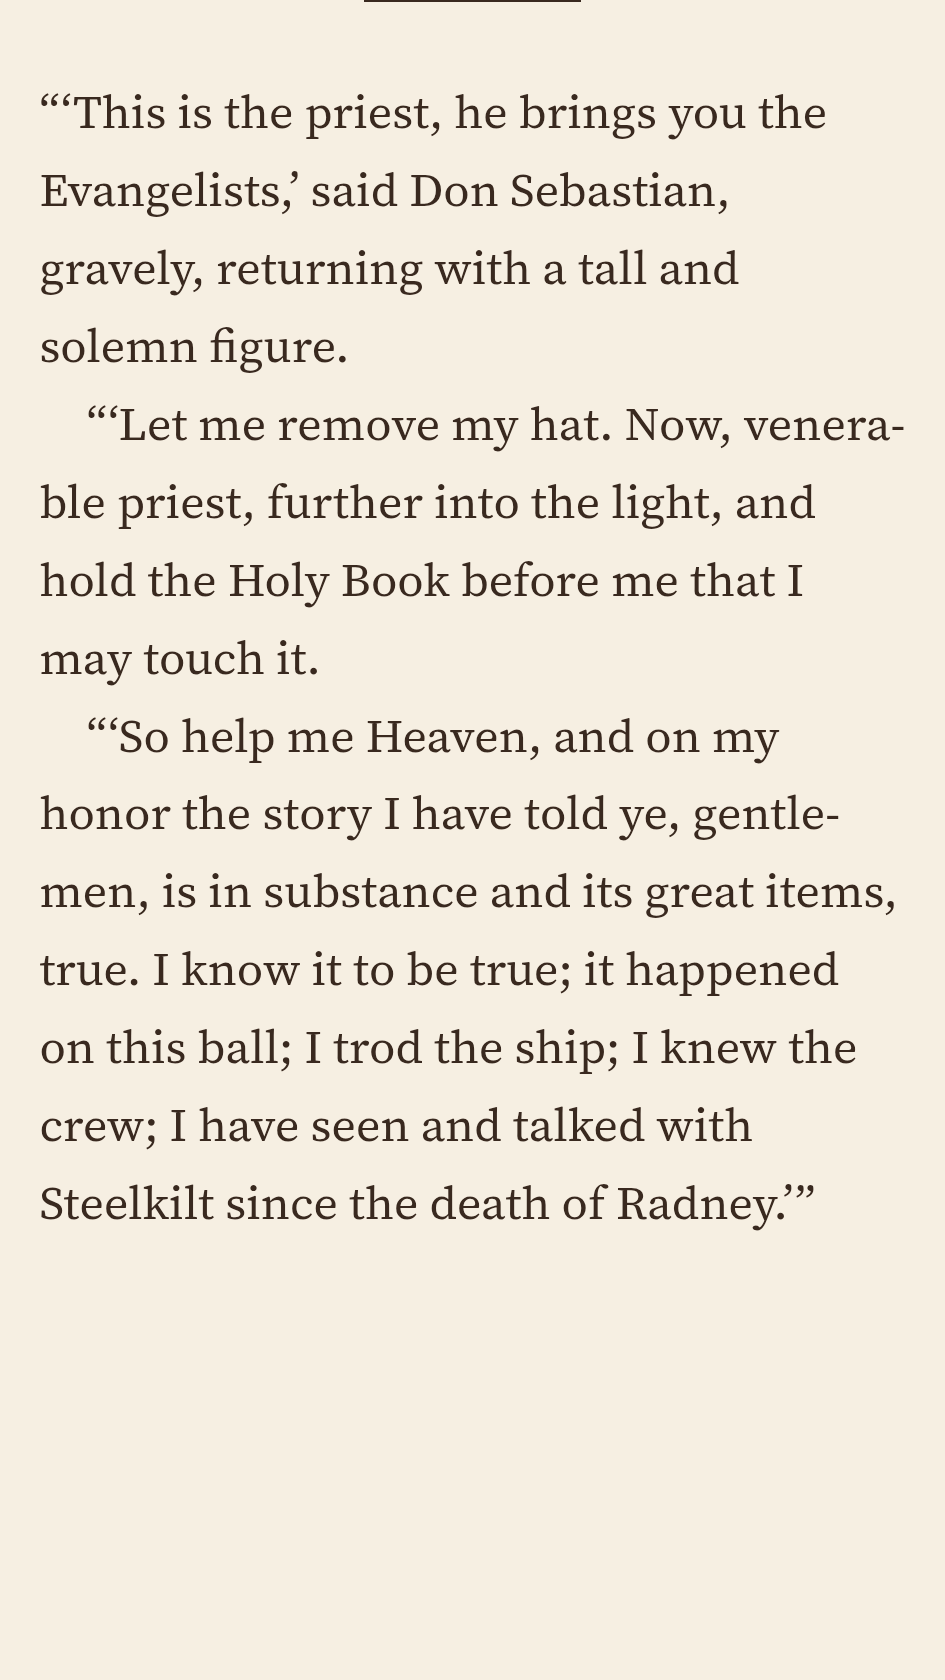 “‘This is the priest, he brings you the
Evangelists,’ said Don Sebastian,
gravely, returning with a tall and
solemn figure.
“‘Let me remove my hat. Now, venera-
ble priest, further into the light, and
hold the Holy Book before me that I
may touch it.
“‘So help me Heaven, and on my
honor the story I have told ye, gentle-
men, is in substance and its great items,
true. I know it to be true; it happened
on this ball; I trod the ship; I knew the
crew; I have seen and talked with
Steelkilt since the death of Radney.’”